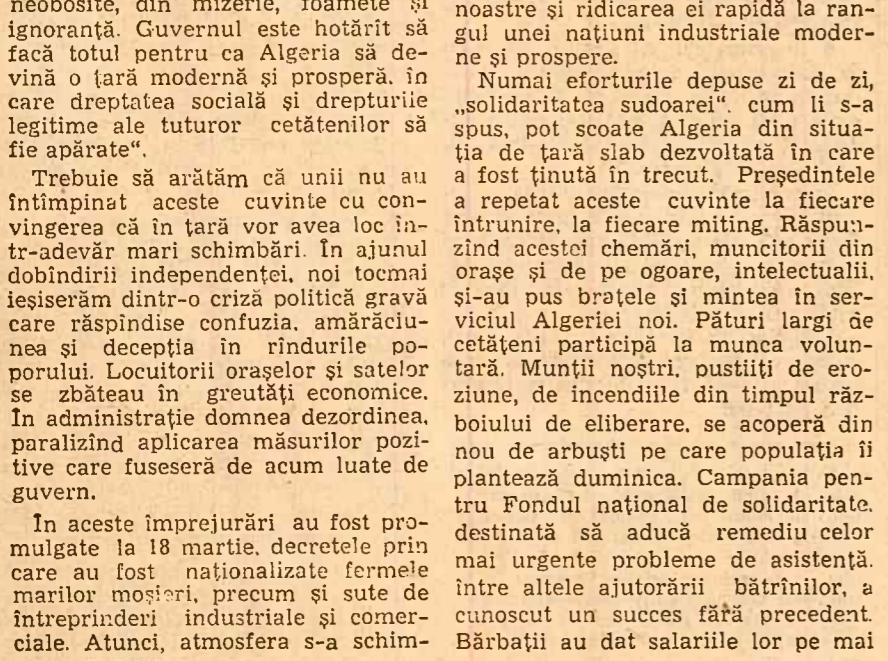 neobosite, din mizerie, foamete și
ignoranță. Guvernul este hotărît să
facă totul pentru ca Algeria să de-
vină o țară modernă și prosperă. în
care dreptatea socială și drepturile
legitime ale tuturor cetătenilor să
fie apărate“.
Trebuie să arătăm că unii nu au
întîmpinat aceste cuvinte cu con-
vingerea că în țară vor avea loc în-
tr-adevăr mari schimbări. În ajunul
dobîndirii independenței, noi tocmai
ieșiserăm dintr-o criză politică gravă
care răspîndise confuzia, amărăciu-
nea și decepția în rîndurile po-
porului. Locuitorii orașelor și satelor
se zbăteau în greutăți economice.
În administrație domnea dezordinea,
paralizînd aplicarea măsurilor pozi-
tive care fuseseră de acum luate de
guvern.
În aceste împrejurări au fost pro-
mulgate la 18 martie, decretele prin
care au fost naționalizate fermele
marilor moșieri, precum și sute de
întreprinderi industriale și comer-
ciale. Atunci, atmosfera s-a schim-
noastre și ridicarea ei rapidă la ran-
gul unei națiuni industriale moder-
ne și prospere.
Numai eforturile depuse zi de zi,
„solidaritatea sudoarei“. cum li s-a
spus, pot scoate Algeria din situa-
ția de țară slab dezvoltată în care
a fost ținută în trecut. Președintele
a repetat aceste cuvinte la fiecare
întrunire, la fiecare miting. Răspun-
zînd acestei chemări, muncitorii din
orașe și de pe ogoare, intelectualii,
și-au pus brațele și mintea în ser-
viciul Algeriei noi. Pături largi de
cetățeni participă la munca volun-
tară. Munții noștri, pustiiți de ero-
ziune, de incendiile din timpul răz-
boiului de eliberare, se acoperă din
nou de arbuști pe care populația îi
plantează duminica. Campania pen-
tru Fondul național de solidaritate,
destinată să aducă remediu celor
mai urgente probleme de asistență.
între altele ajutorării bătrînilor, a
cunoscut un succes fără precedent.
Bărbații au dat salariile lor pe mai